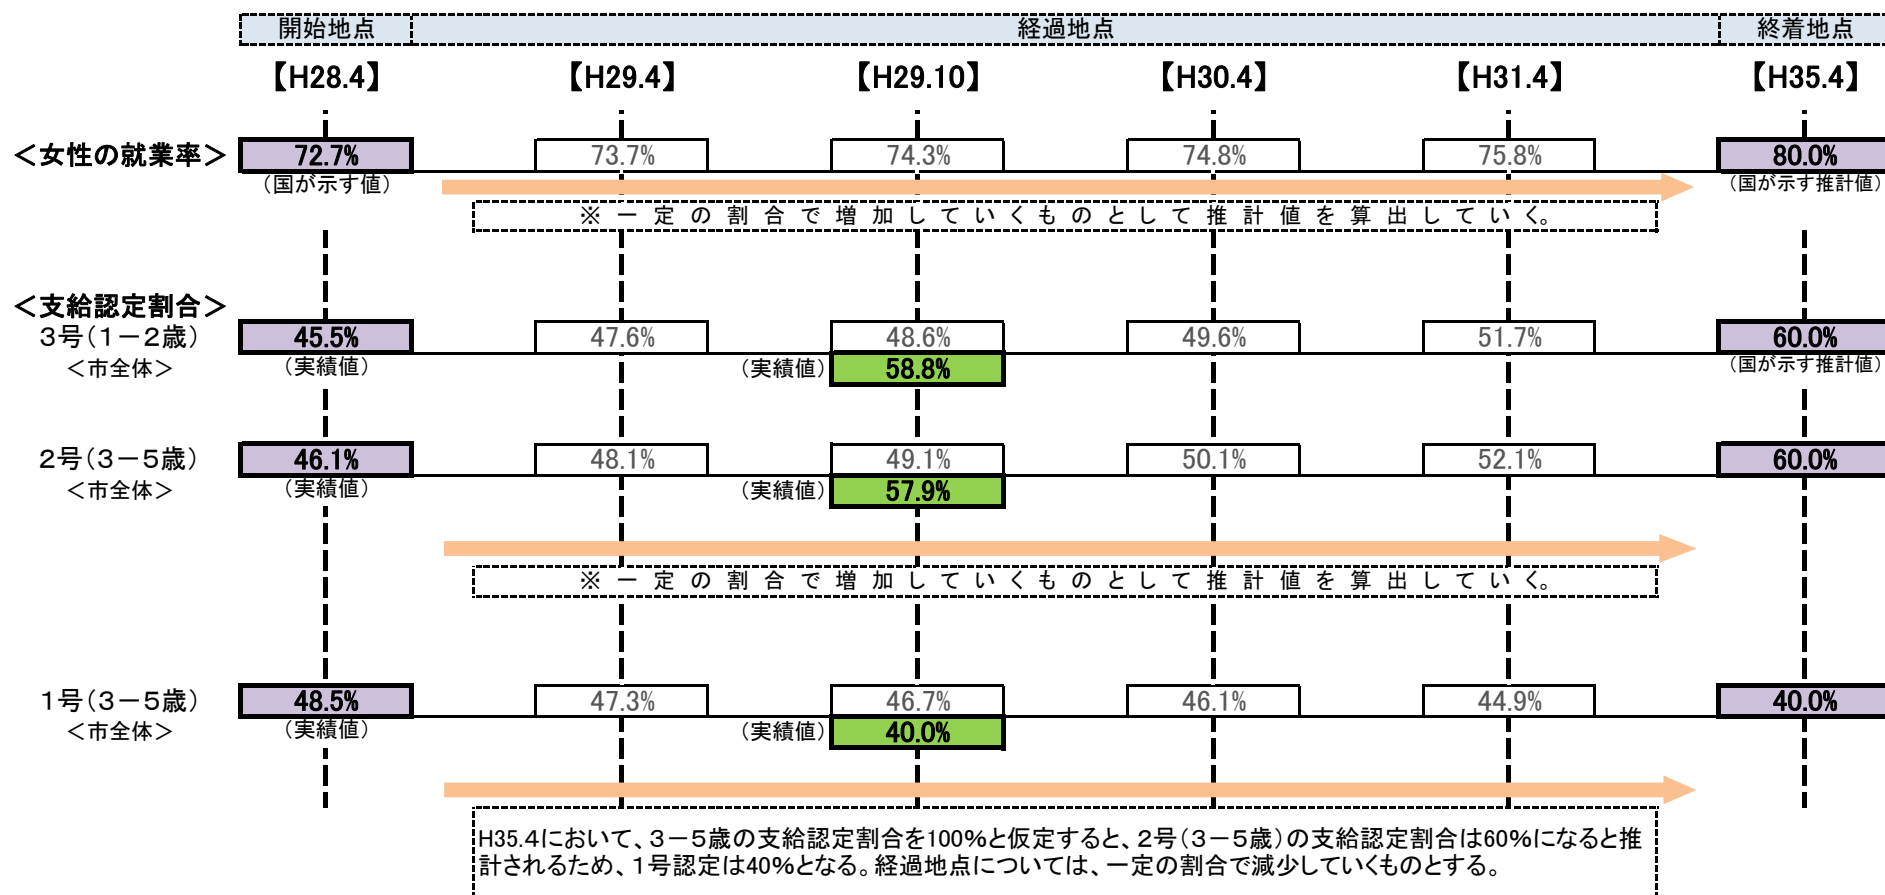 開始地点 経過地点 終着地点
【H28.4】 【H29.4】 【H29.10】 【H30.4】 【H31.4】 【H35.4】
＜女性の就業率＞ 72.7% 73.7% 74.3% 74.8% 75.8% 80.0%
（国が示す値） （国が示す推計値）
※一定の割合で増加していくものとして推計値を算出していく。
＜支給認定割合＞
３号（１－２歳） 45.5% 47.6% 48.6% 49.6% 51.7% 60.0%
＜市全体＞ （実績値） （実績値） 58.8% （国が示す推計値）
２号（３－５歳） 46.1% 48.1% 49.1% 50.1% 52.1% 60.0%
＜市全体＞ （実績値） （実績値） 57.9%
※一定の割合で増加していくものとして推計値を算出していく。
１号（３－５歳） 48.5% 47.3% 46.7% 46.1% 44.9% 40.0%
＜市全体＞ （実績値） （実績値） 40.0%
H35.4において、３－５歳の支給認定割合を100%と仮定すると、２号（３－５歳）の支給認定割合は60%になると推
計されるため、１号認定は40%となる。経過地点については、一定の割合で減少していくものとする。